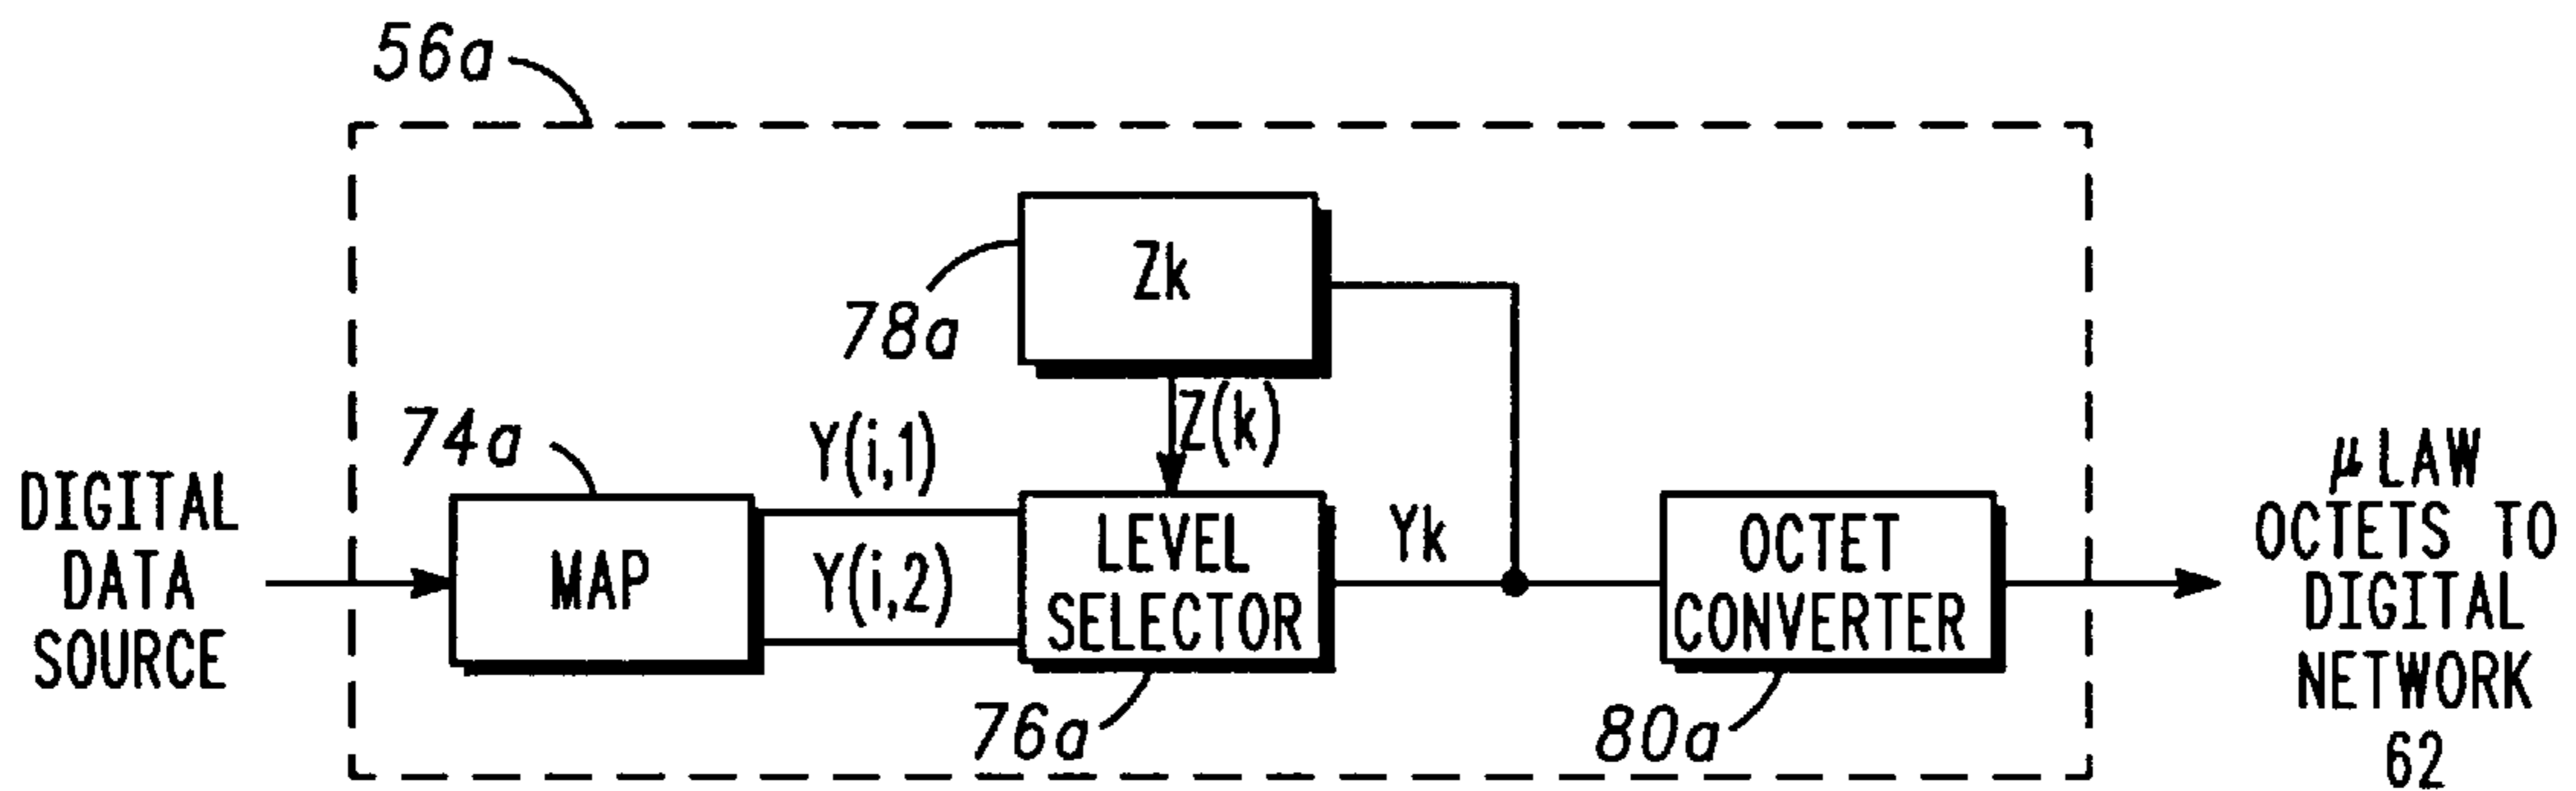 56a
Zk
78a
Z(k)
74a
Y(i,1)
Y(i,2)
DIGITAL
DATA
SOURCE
MAP
LEVEL
SELECTOR
Yk
OCTET
CONVERTER
μ LAW
OCTETS TO
DIGITAL
NETWORK
62
76a
80a